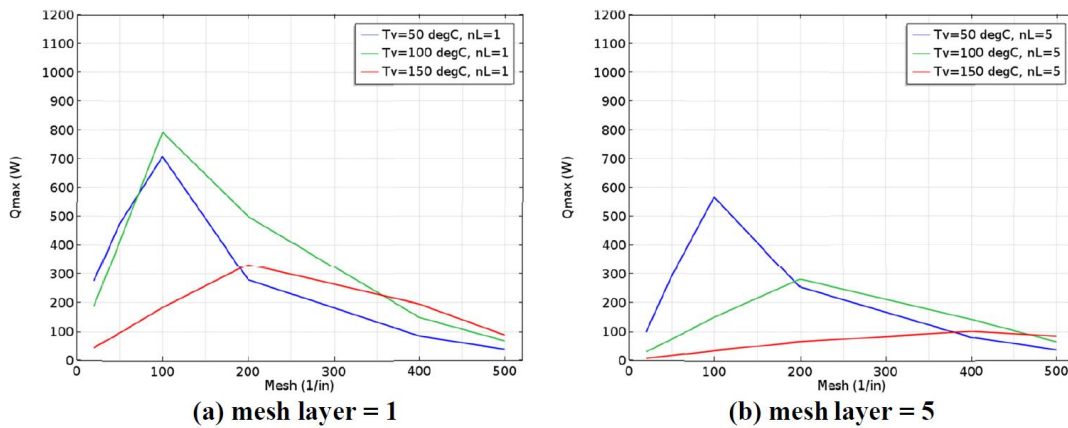 1200
1100
1000
900
800
700
600
500
400
300
200
100
0
Qmax (W)
Tv=50 degC, nL=1
Tv=100 degC, nL=1
Tv=150 degC, nL=1
0 100 200 300 400 500
Mesh (1/in)
(a) mesh layer = 1
1200
1100
1000
900
800
700
600
500
400
300
200
100
0
Qmax (W)
Tv=50 degC, nL=5
Tv=100 degC, nL=5
Tv=150 degC, nL=5
0 100 200 300 400 500
Mesh (1/in)
(b) mesh layer = 5